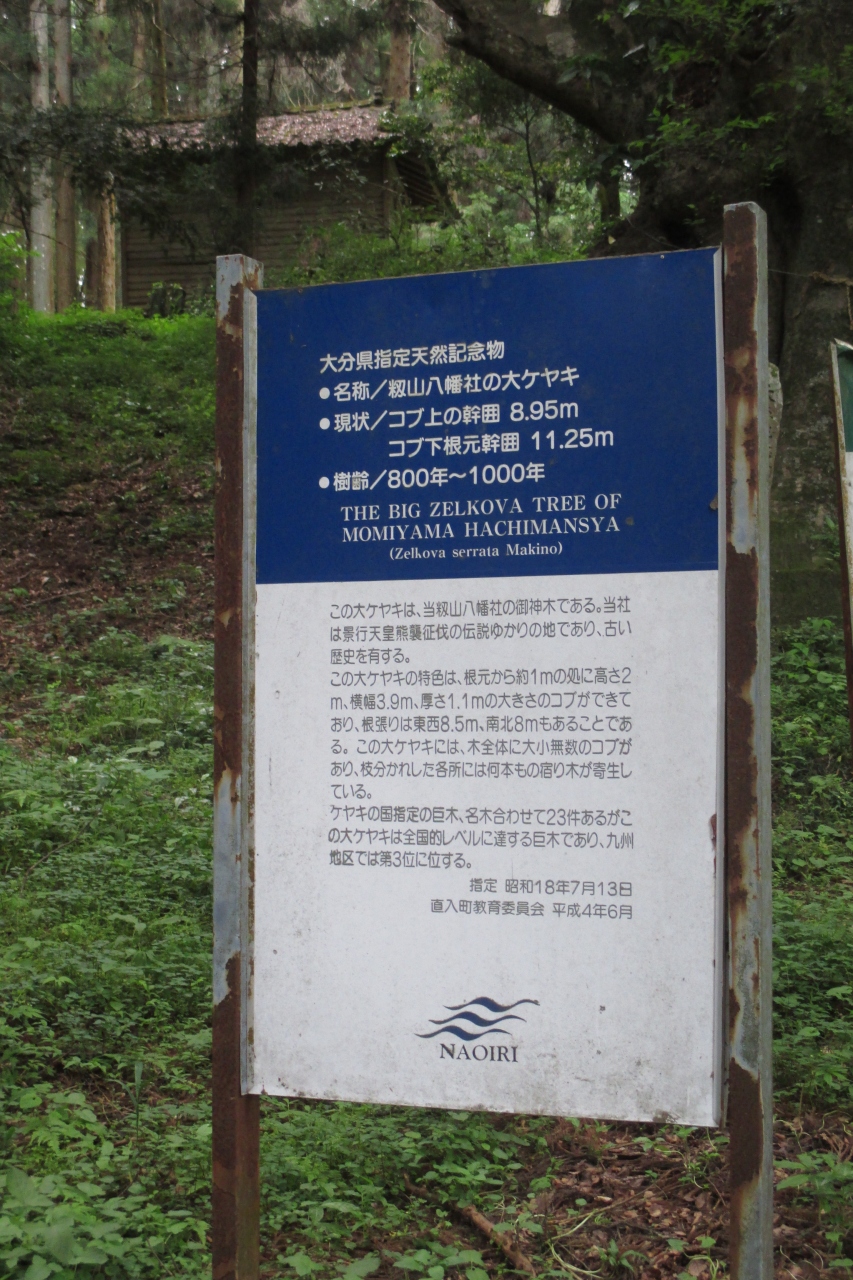 大分県指定天然記念物
●名称/籾山八幡社の大ケヤキ
●現状/コブ上の幹囲 8.95m
コブ下根元幹囲 11.25m
●樹齢/800年～1000年
THE BIG ZELKOVA TREE OF
MOMIYAMA HACHIMANSYA
(Zelkova serrata Makino)
この大ケヤキは、当籾山八幡社の御神木である。当社
は景行天皇熊襲征伐の伝説ゆかりの地であり、古い
歴史を有する。
この大ケヤキの特色は、根元から約1mの処に高さ2
m、横幅3.9m、厚さ1.1mの大きさのコブができて
おり、根張りは東西8.5m、南北8mもあることであ
る。この大ケヤキには、木全体に大小無数のコブが
あり、枝分かれした各所には何本もの宿り木が寄生し
ている。
ケヤキの国指定の巨木、名木合わせて23件あるがこ
の大ケヤキは全国的レベルに達する巨木であり、九州
地区では第3位に位する。
指定 昭和18年7月13日
直入町教育委員会 平成4年6月
NAOIRI